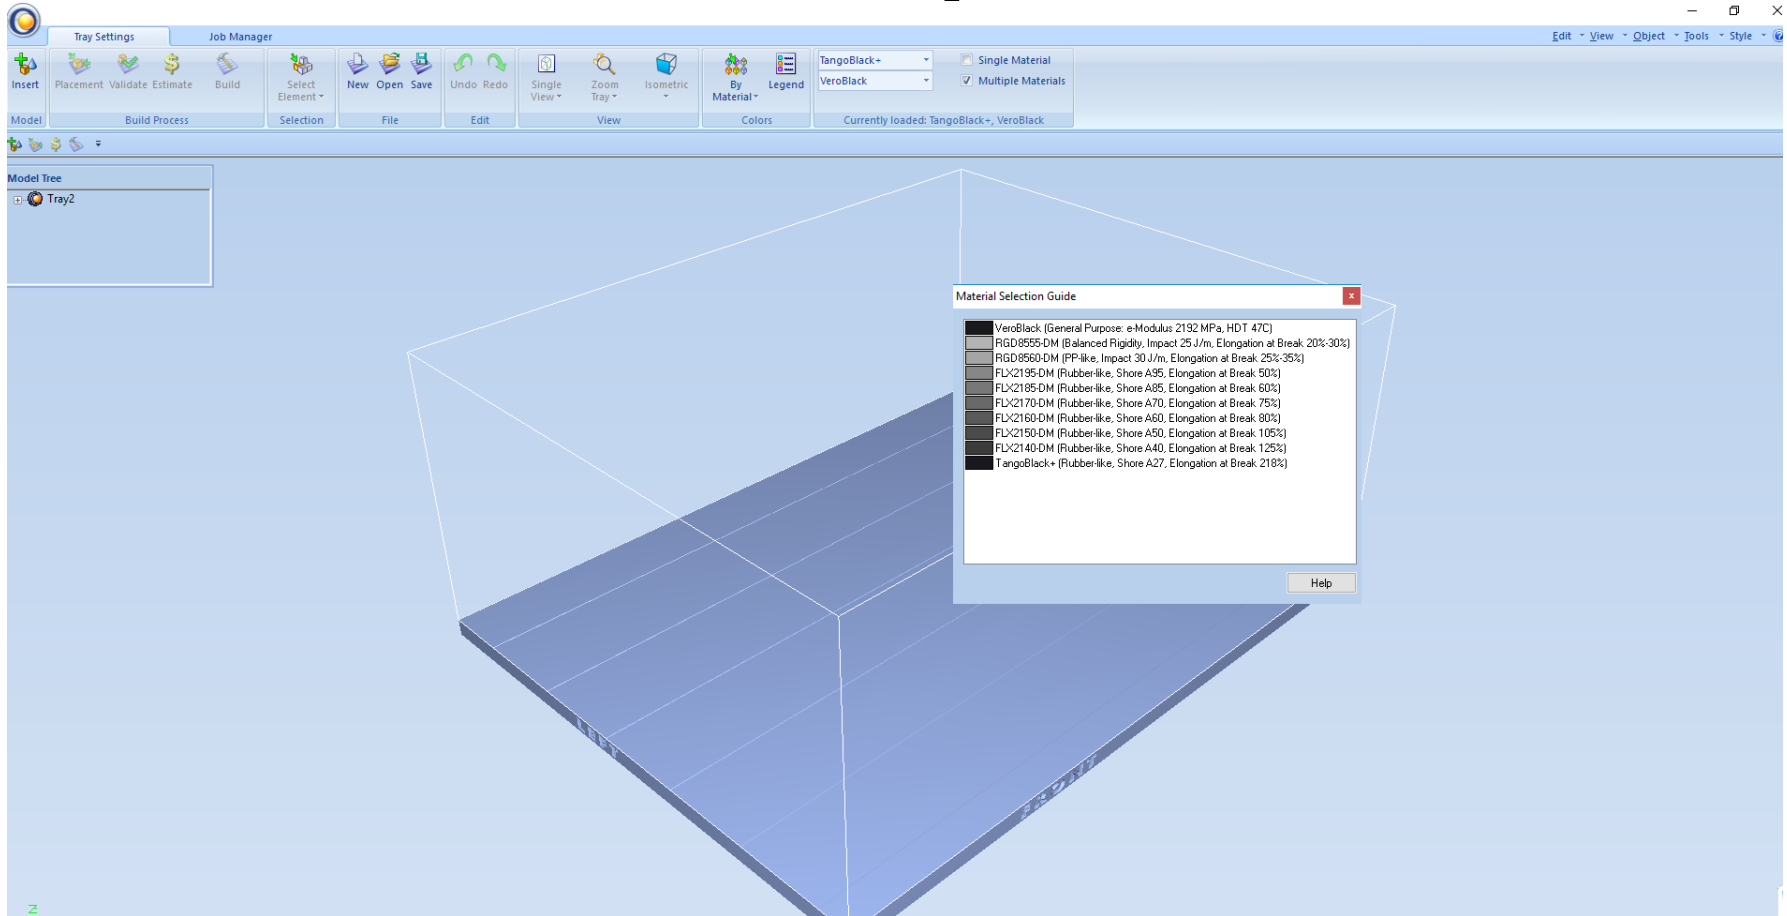 Tray Settings
Job Manager
Edit View Object Tools Style
Insert
Placement Validate Estimate
Build
Select
Element
New Open Save
Undo Redo
Single
View
Zoom
Tray
Isometric
By
Material
Legend
TangoBlack+
VeroBlack
Single Material
Multiple Materials
Model
Build Process
Selection
File
Edit
View
Colors
Currently loaded: TangoBlack+, VeroBlack
Model Tree
Tray2
Material Selection Guide
VeroBlack (General Purpose: e-Modulus 2192 MPa, HDT 47C)
RGD8555-DM (Balanced Rigidity, Impact 25 J/m, Elongation at Break 20%-30%)
RGD8560-DM (PP-like, Impact 30 J/m, Elongation at Break 25%-35%)
FLX2195-DM (Rubber-like, Shore A95, Elongation at Break 50%)
FLX2185-DM (Rubber-like, Shore A85, Elongation at Break 60%)
FLX2170-DM (Rubber-like, Shore A70, Elongation at Break 75%)
FLX2160-DM (Rubber-like, Shore A60, Elongation at Break 80%)
FLX2150-DM (Rubber-like, Shore A50, Elongation at Break 105%)
FLX2140-DM (Rubber-like, Shore A40, Elongation at Break 125%)
TangoBlack+ (Rubber-like, Shore A27, Elongation at Break 218%)
Help
LEFT
FRONT
Z